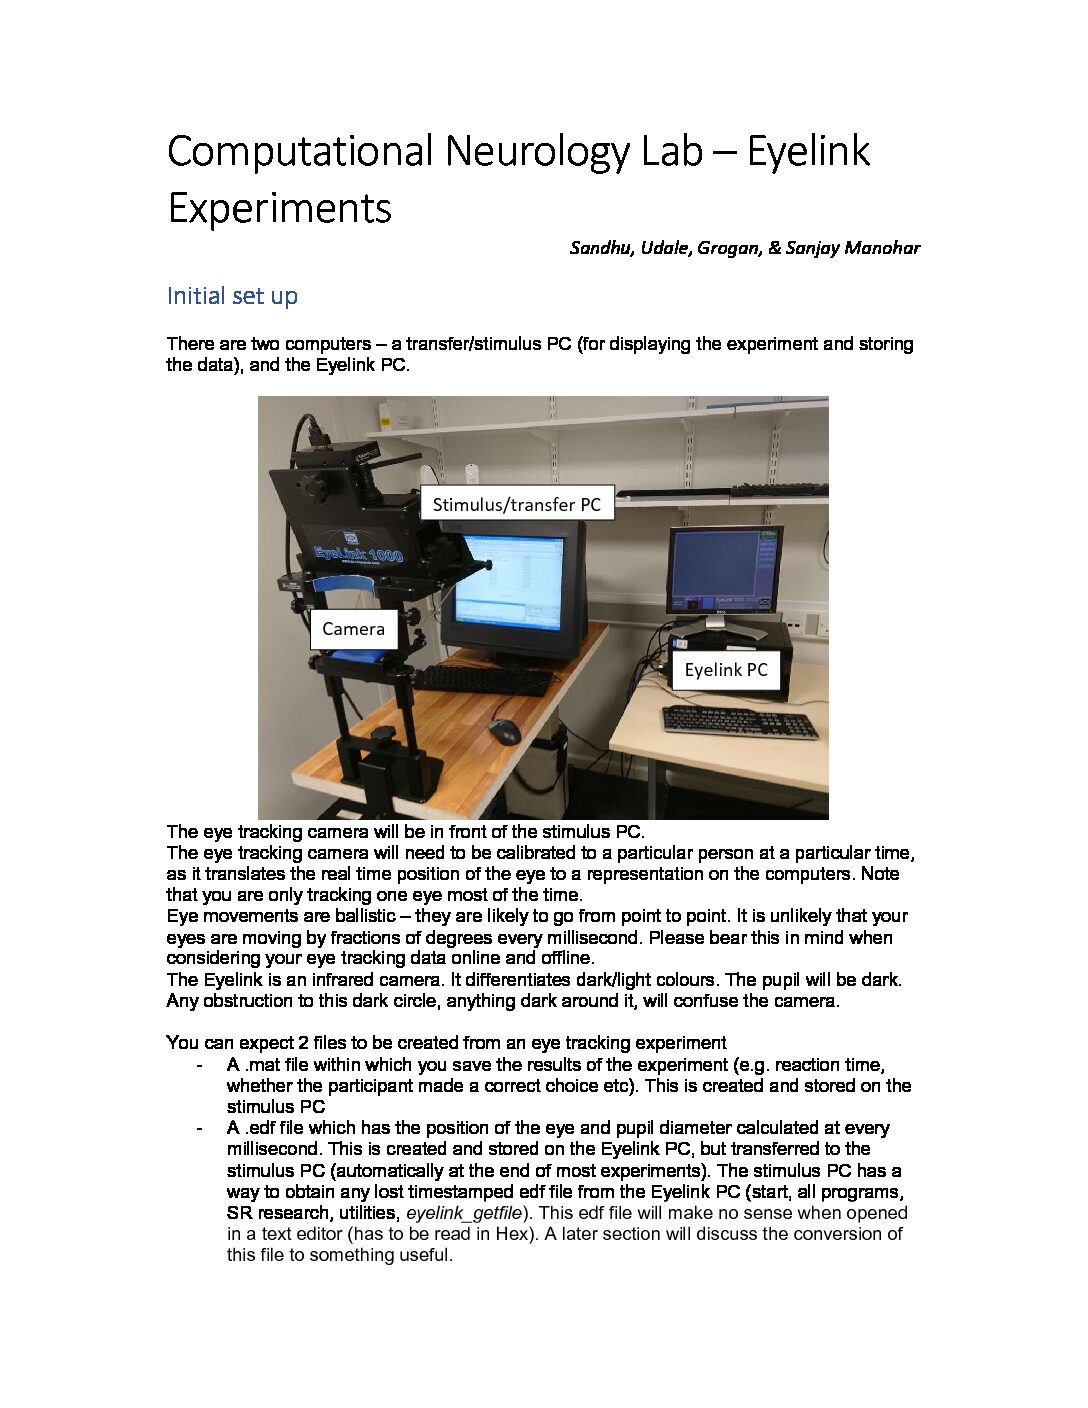 Computational Neurology Lab – Eyelink
Experiments
Sandhu, Udale, Grogan, & Sanjay Manohar
Initial set up
There are two computers – a transfer/stimulus PC (for displaying the experiment and storing
the data), and the Eyelink PC.
Stimulus/transfer PC
EyeLink 1000
Camera
Eyelink PC
The eye tracking camera will be in front of the stimulus PC.
The eye tracking camera will need to be calibrated to a particular person at a particular time,
as it translates the real time position of the eye to a representation on the computers. Note
that you are only tracking one eye most of the time.
Eye movements are ballistic – they are likely to go from point to point. It is unlikely that your
eyes are moving by fractions of degrees every millisecond. Please bear this in mind when
considering your eye tracking data online and offline.
The Eyelink is an infrared camera. It differentiates dark/light colours. The pupil will be dark.
Any obstruction to this dark circle, anything dark around it, will confuse the camera.
You can expect 2 files to be created from an eye tracking experiment
- A .mat file within which you save the results of the experiment (e.g. reaction time,
whether the participant made a correct choice etc). This is created and stored on the
stimulus PC
- A .edf file which has the position of the eye and pupil diameter calculated at every
millisecond. This is created and stored on the Eyelink PC, but transferred to the
stimulus PC (automatically at the end of most experiments). The stimulus PC has a
way to obtain any lost timestamped edf file from the Eyelink PC (start, all programs,
SR research, utilities, eyelink_getfile). This edf file will make no sense when opened
in a text editor (has to be read in Hex). A later section will discuss the conversion of
this file to something useful.